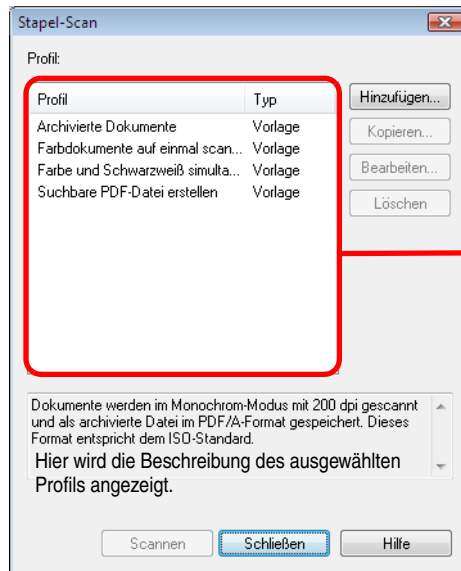 Stapel-Scan
Profil:
Profil Typ
Archivierte Dokumente Vorlage
Farbdokumente auf einmal scan... Vorlage
Farbe und Schwarzweiß simulta... Vorlage
Suchbare PDF-Datei erstellen Vorlage
Hinzufügen...
Kopieren...
Bearbeiten...
Löschen
Dokumente werden im Monochrom-Modus mit 200 dpi gescannt
und als archivierte Datei im PDF/A-Format gespeichert. Dieses
Format entspricht dem ISO-Standard.
Hier wird die Beschreibung des ausgewählten
Profils angezeigt.
Scannen Schließen Hilfe